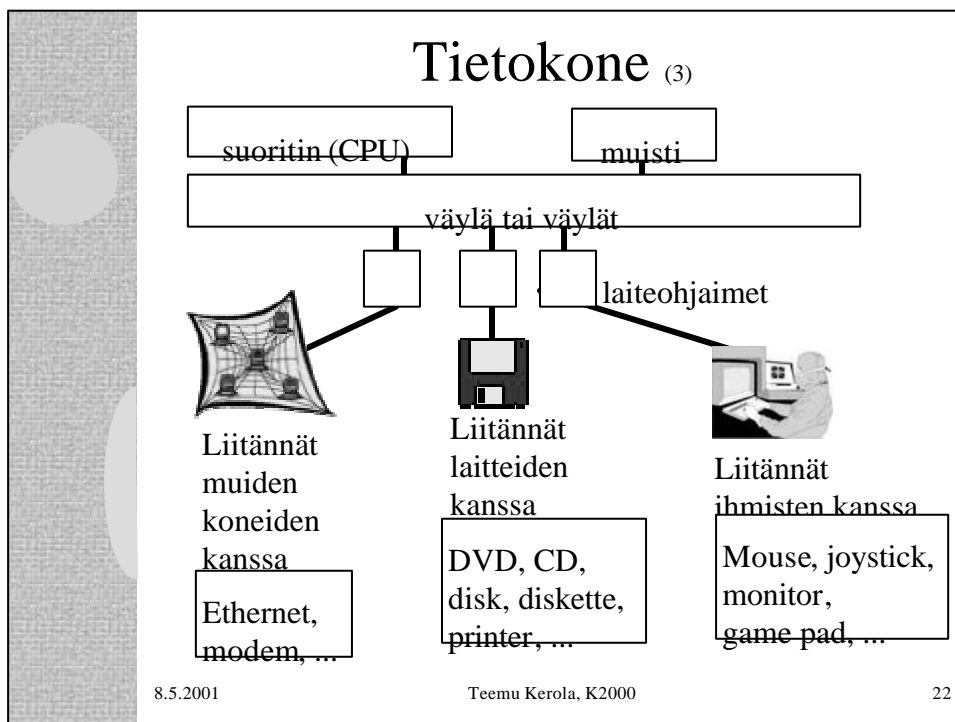 Tietokone (3)
suoritin (CPU)
muisti
väylä tai väylät
laiteohjaimet
Liitännät
muiden
koneiden
kanssa
Ethernet,
modem, ...
Liitännät
laitteiden
kanssa
DVD, CD,
disk, diskette,
printer, ...
Liitännät
ihmisten kanssa
Mouse, joystick,
monitor,
game pad, ...
8.5.2001
Teemu Kerola, K2000
22